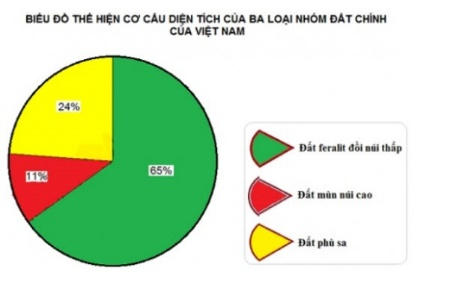 BIỂU ĐỒ THỂ HIỆN CƠ CẤU DIỆN TÍCH CỦA BA LOẠI NHÓM ĐẤT CHÍNH
CỦA VIỆT NAM
24%
11%
65%
Đất feralit đồi núi thấp
Đất mùn núi cao
Đất phù sa